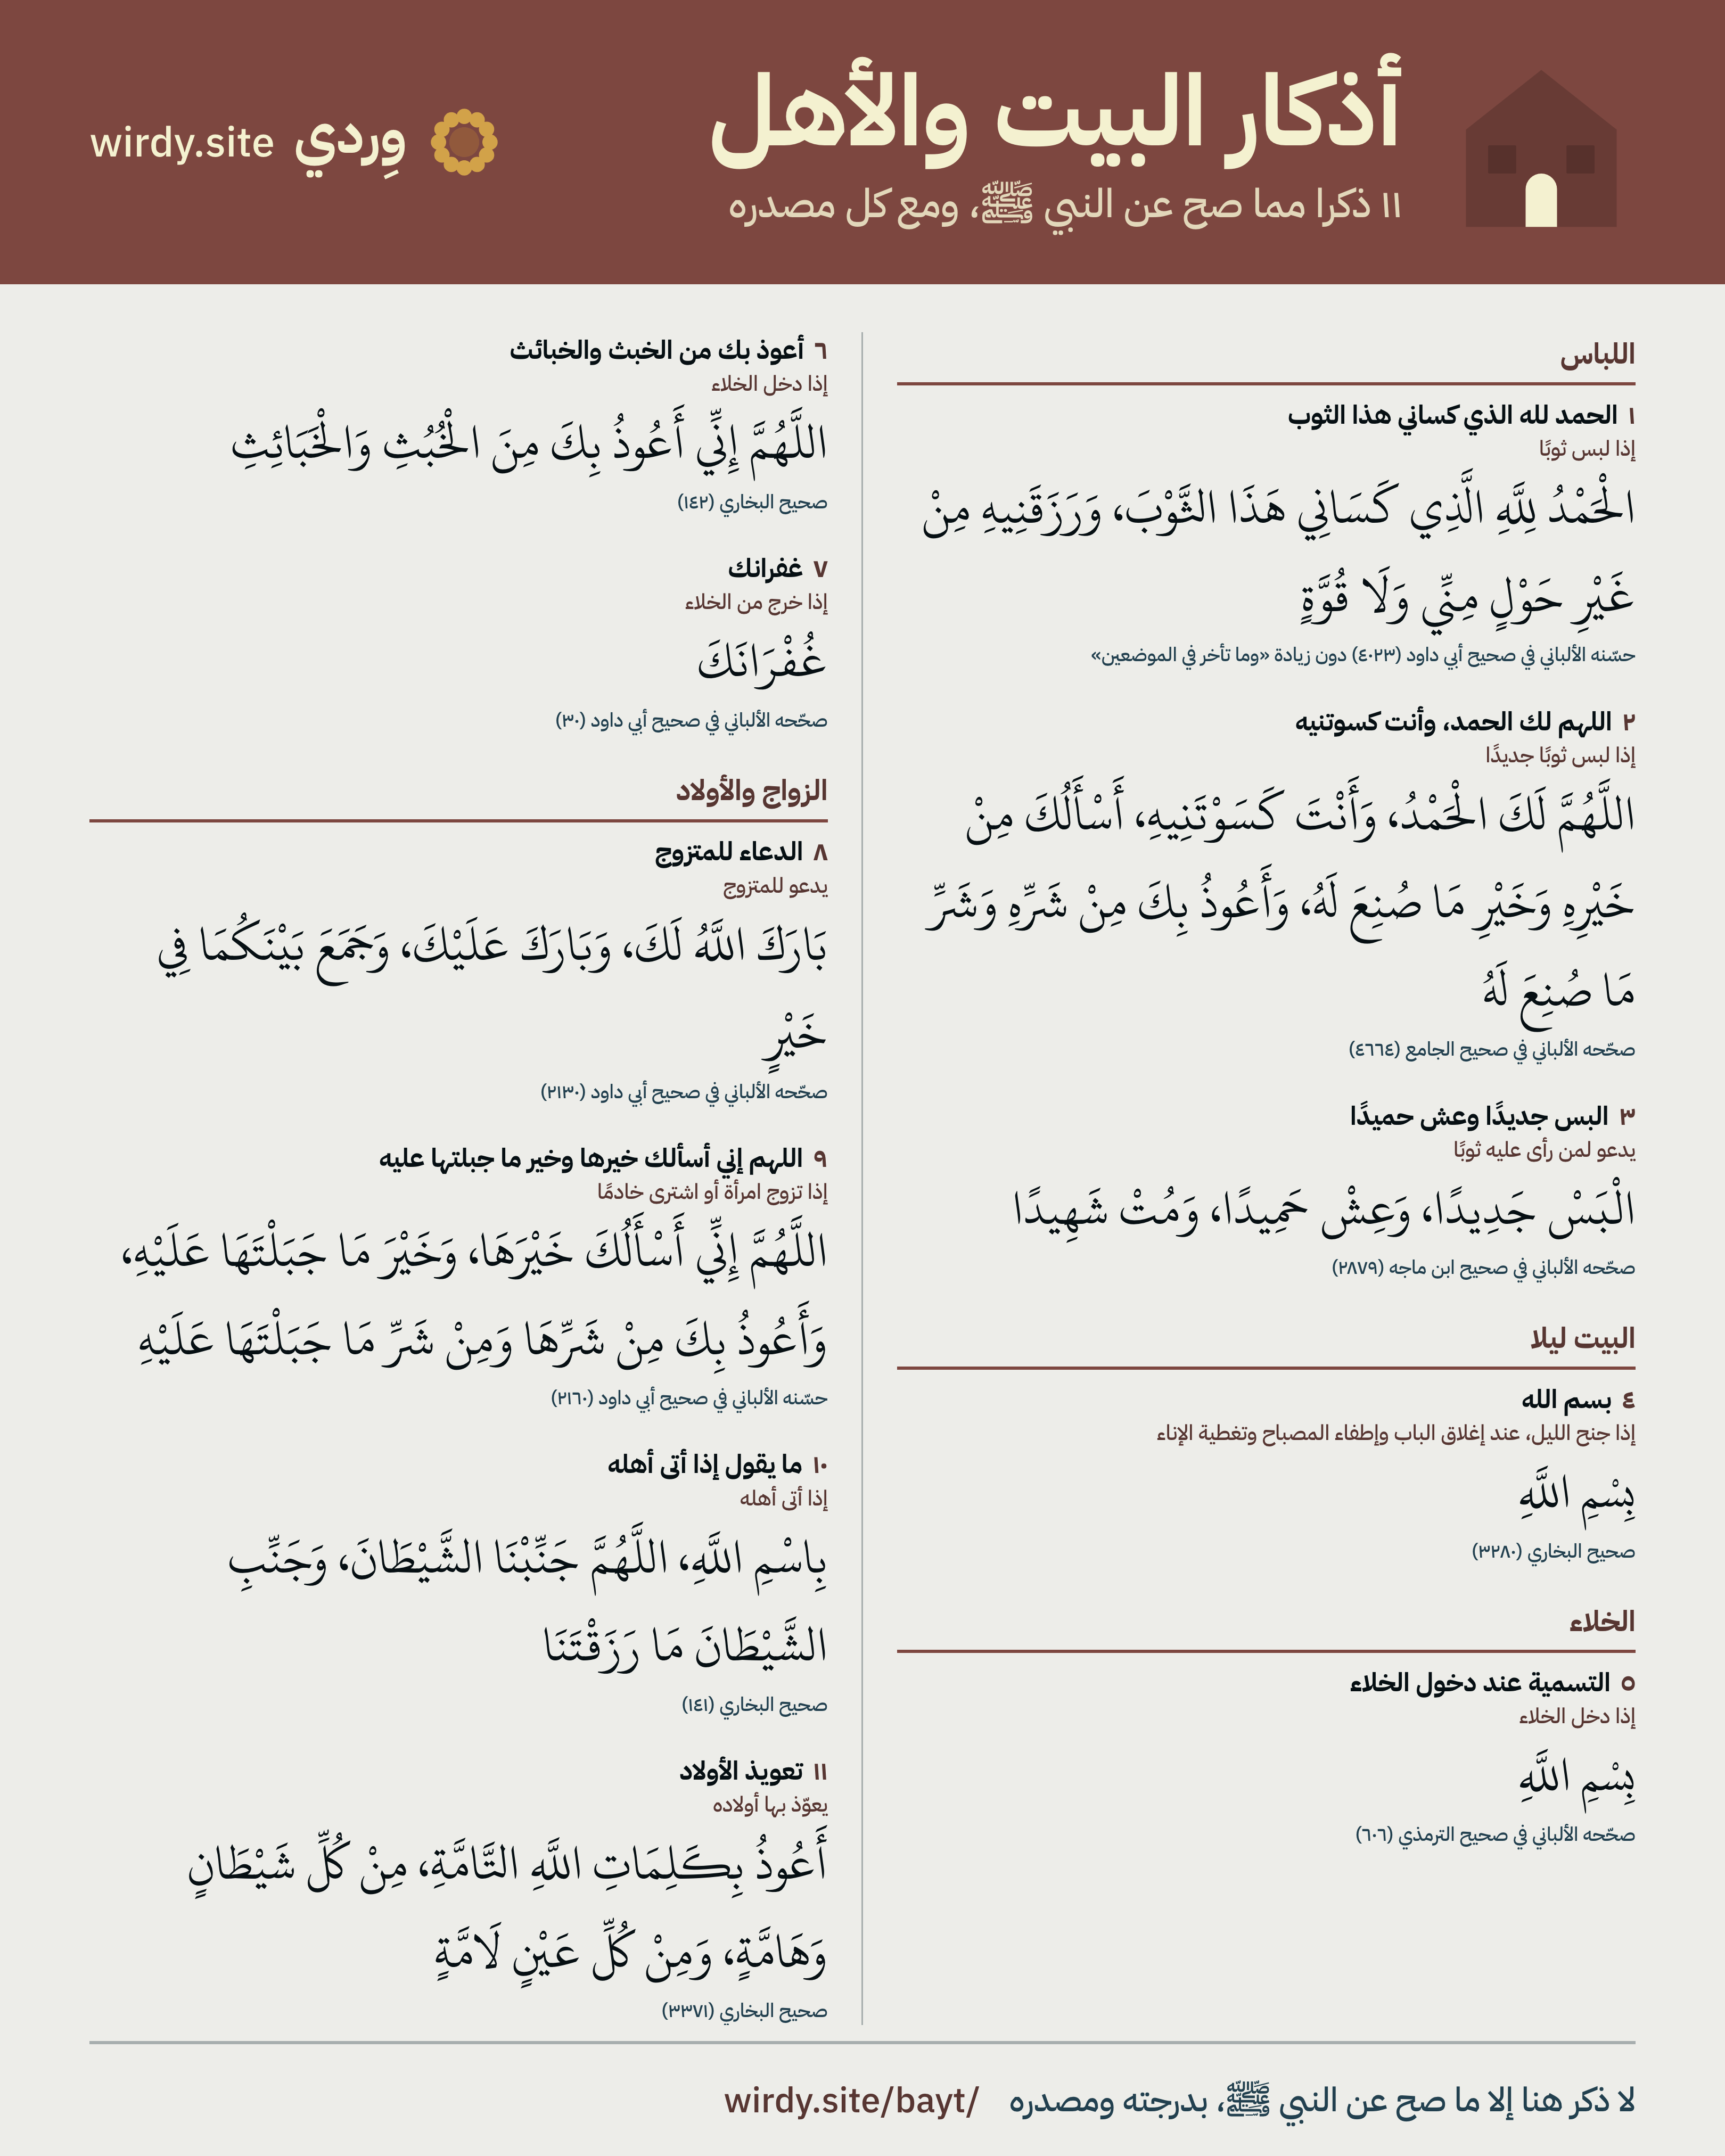 أذكار البيت والأهل
١١ ذكرا مما صح عن النبي ﷺ، ومع كل مصدره
وِردي wirdy.site
اللباس
١ الحمد لله الذي كساني هذا الثوب
إذا لبس ثوبًا
الْحَمْدُ لِلَّهِ الَّذِي كَسَانِي هَذَا الثَّوْبَ، وَرَزَقَنِيهِ مِنْ
غَيْرِ حَوْلٍ مِنِّي وَلَا قُوَّةٍ
حسّنه الألباني في صحيح أبي داود (٤٠٢٣) دون زيادة «وما تأخر في الموضعين»
٢ اللهم لك الحمد، وأنت كسوتنيه
إذا لبس ثوبًا جديدًا
اللَّهُمَّ لَكَ الْحَمْدُ، وَأَنْتَ كَسَوْتَنِيهِ، أَسْأَلُكَ مِنْ
خَيْرِهِ وَخَيْرِ مَا صُنِعَ لَهُ، وَأَعُوذُ بِكَ مِنْ شَرِّهِ وَشَرِّ
مَا صُنِعَ لَهُ
صحّحه الألباني في صحيح الجامع (٤٦٦٤)
٣ البس جديدًا وعش حميدًا
يدعو لمن رأى عليه ثوبًا
الْبَسْ جَدِيدًا، وَعِشْ حَمِيدًا، وَمُتْ شَهِيدًا
صحّحه الألباني في صحيح ابن ماجه (٢٨٧٩)
البيت ليلا
٤ بسم الله
إذا جنح الليل، عند إغلاق الباب وإطفاء المصباح وتغطية الإناء
بِسْمِ اللَّهِ
صحيح البخاري (٣٢٨٠)
الخلاء
٥ التسمية عند دخول الخلاء
إذا دخل الخلاء
بِسْمِ اللَّهِ
صحّحه الألباني في صحيح الترمذي (٦٠٦)
٦ أعوذ بك من الخبث والخبائث
إذا دخل الخلاء
اللَّهُمَّ إِنِّي أَعُوذُ بِكَ مِنَ الْخُبُثِ وَالْخَبَائِثِ
صحيح البخاري (١٤٢)
٧ غفرانك
إذا خرج من الخلاء
غُفْرَانَكَ
صحّحه الألباني في صحيح أبي داود (٣٠)
الزواج والأولاد
٨ الدعاء للمتزوج
يدعو للمتزوج
بَارَكَ اللَّهُ لَكَ، وَبَارَكَ عَلَيْكَ، وَجَمَعَ بَيْنَكُمَا فِي
خَيْرٍ
صحّحه الألباني في صحيح أبي داود (٢١٣٠)
٩ اللهم إني أسألك خيرها وخير ما جبلتها عليه
إذا تزوج امرأة أو اشترى خادمًا
اللَّهُمَّ إِنِّي أَسْأَلُكَ خَيْرَهَا، وَخَيْرَ مَا جَبَلْتَهَا عَلَيْهِ،
وَأَعُوذُ بِكَ مِنْ شَرِّهَا وَمِنْ شَرِّ مَا جَبَلْتَهَا عَلَيْهِ
حسّنه الألباني في صحيح أبي داود (٢١٦٠)
١٠ ما يقول إذا أتى أهله
إذا أتى أهله
بِاسْمِ اللَّهِ، اللَّهُمَّ جَنِّبْنَا الشَّيْطَانَ، وَجَنِّبِ
الشَّيْطَانَ مَا رَزَقْتَنَا
صحيح البخاري (١٤١)
١١ تعويذ الأولاد
يعوّذ بها أولاده
أَعُوذُ بِكَلِمَاتِ اللَّهِ التَّامَّةِ، مِنْ كُلِّ شَيْطَانٍ
وَهَامَّةٍ، وَمِنْ كُلِّ عَيْنٍ لَامَّةٍ
صحيح البخاري (٣٣٧١)
لا ذكر هنا إلا ما صح عن النبي ﷺ، بدرجته ومصدره wirdy.site/bayt/